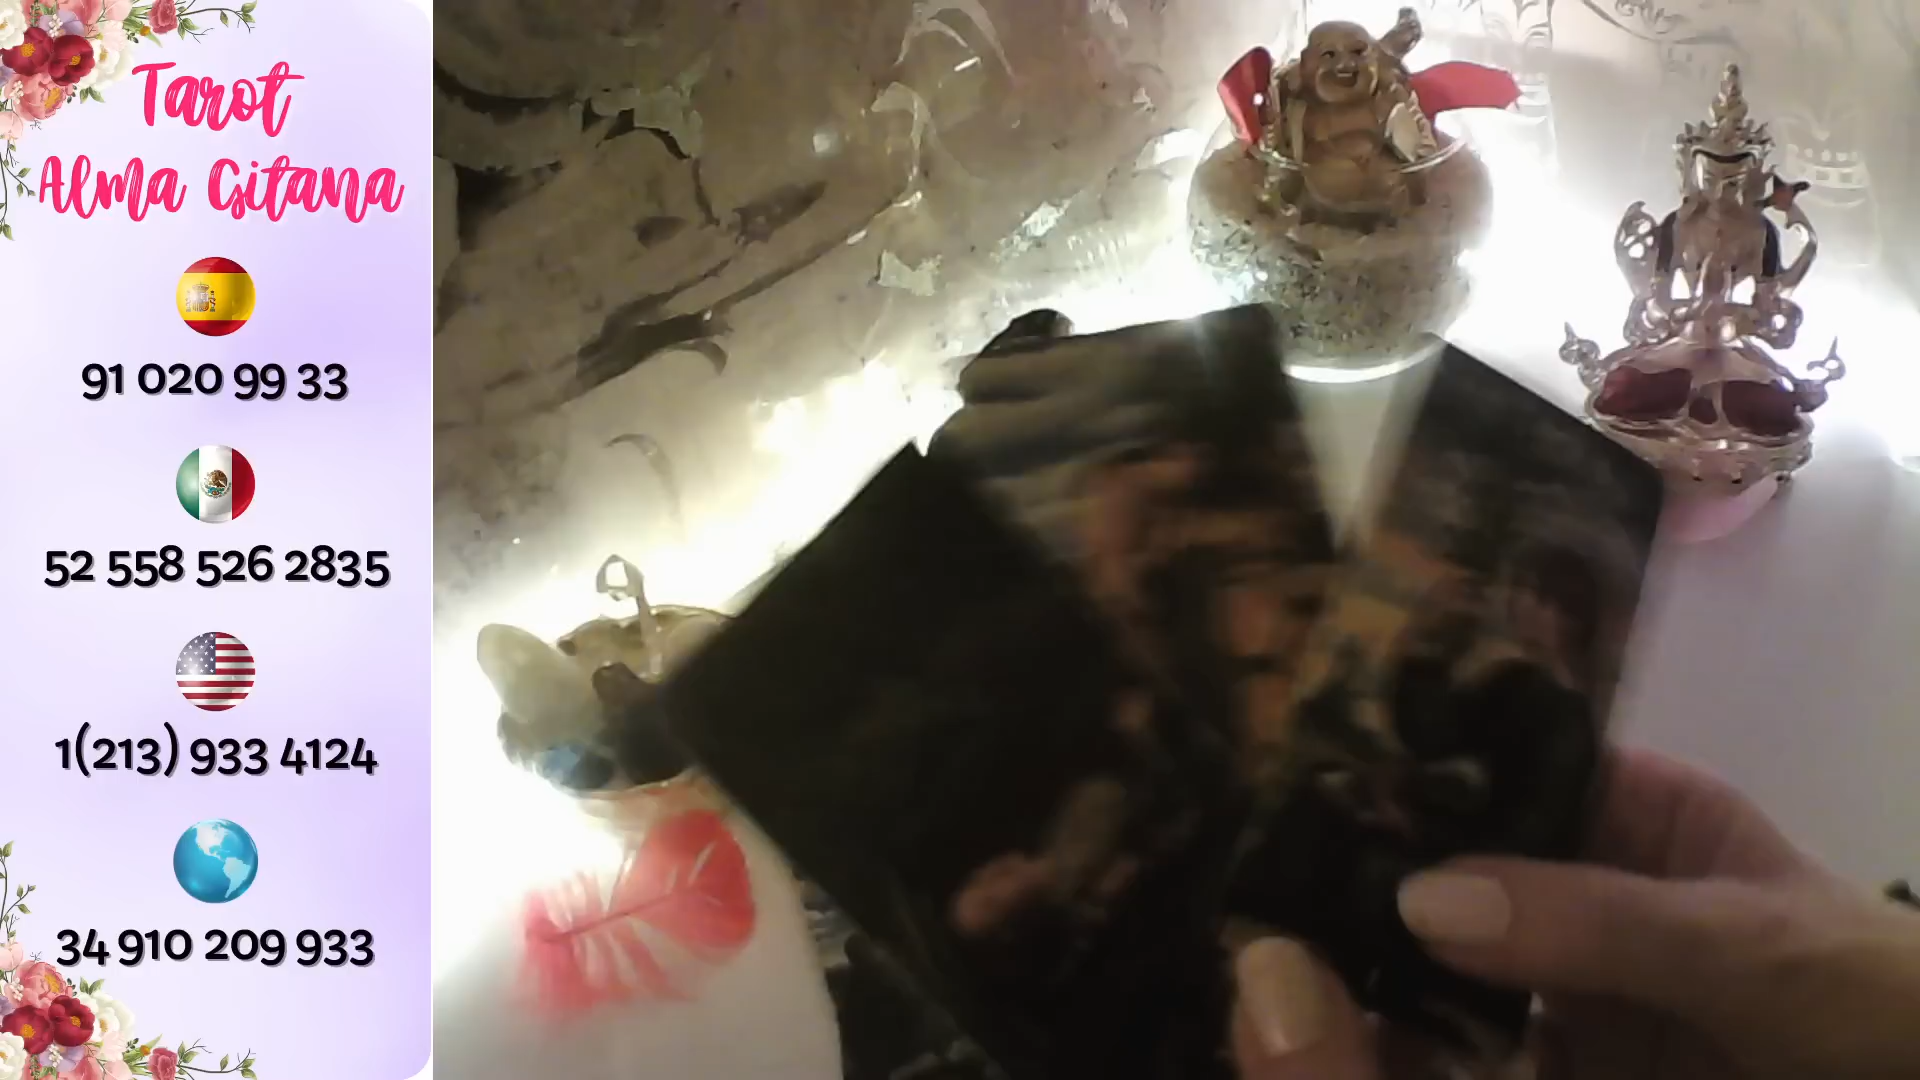 Tarot
Alma Gitana
91 020 99 33
52 558 526 2835
1(213) 933 4124
34 910 209 933